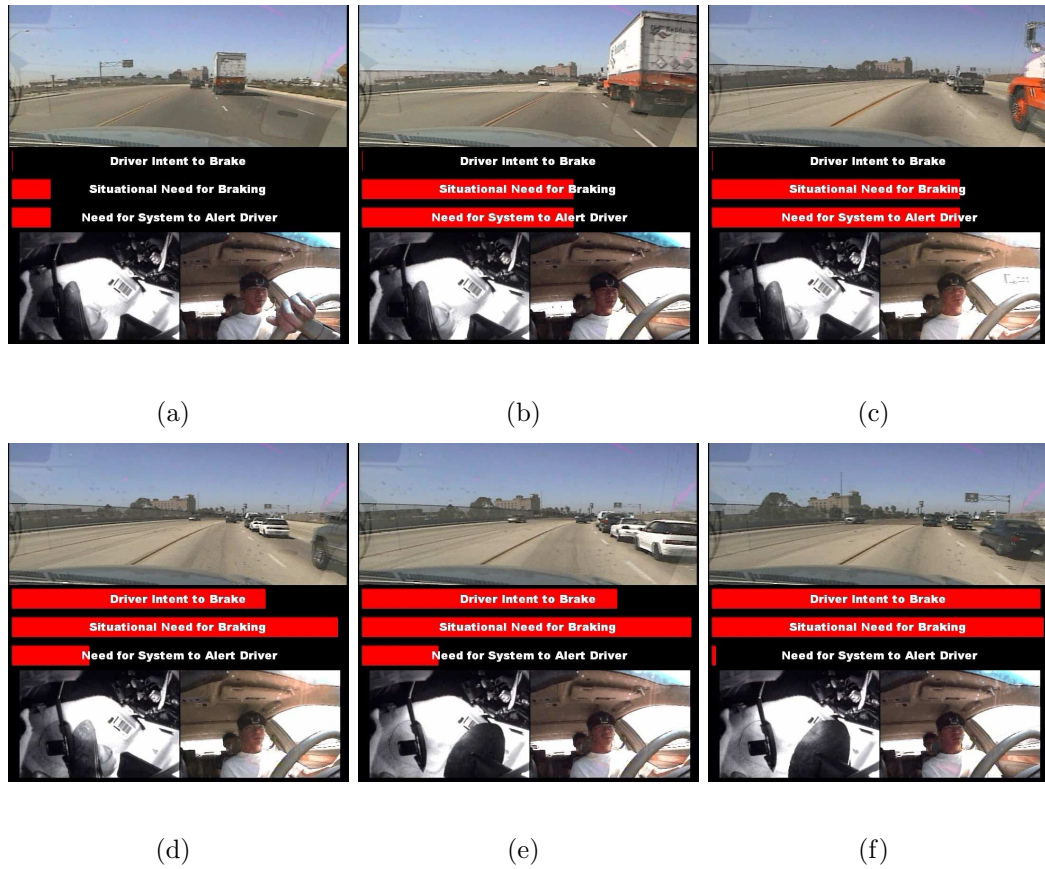 Driver Intent to Brake
Situational Need for Braking
Need for System to Alert Driver
(a)
Driver Intent to Brake
Situational Need for Braking
Need for System to Alert Driver
(b)
Driver Intent to Brake
Situational Need for Braking
Need for System to Alert Driver
(c)
Driver Intent to Brake
Situational Need for Braking
Need for System to Alert Driver
(d)
Driver Intent to Brake
Situational Need for Braking
Need for System to Alert Driver
(e)
Driver Intent to Brake
Situational Need for Braking
Need for System to Alert Driver
(f)